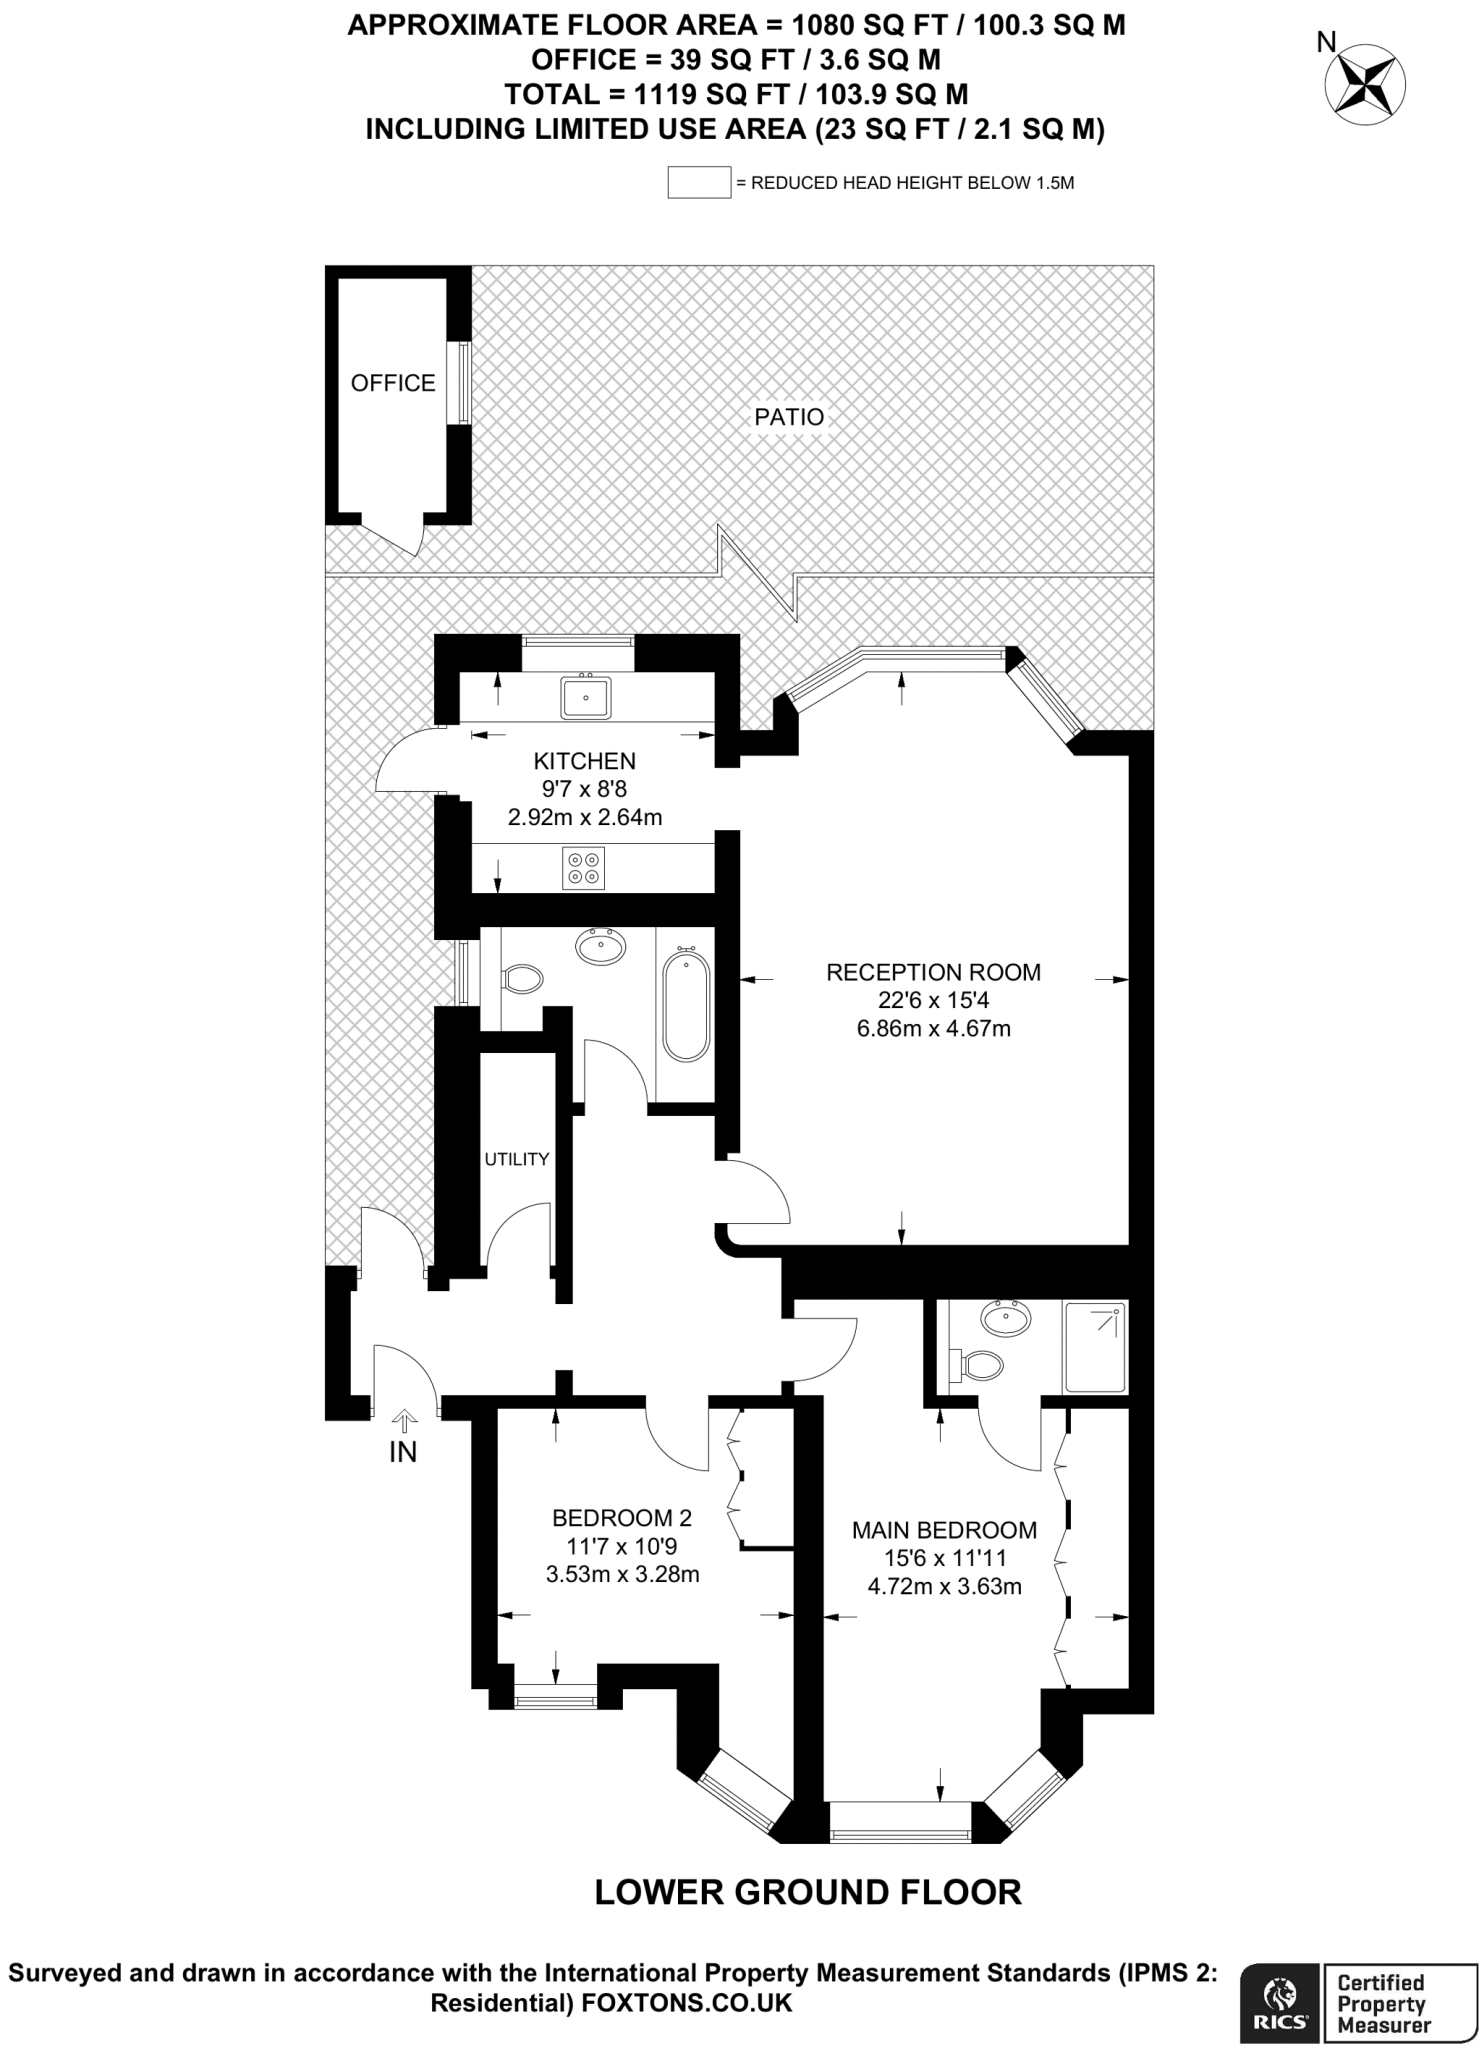 APPROXIMATE FLOOR AREA = 1080 SQ FT / 100.3 SQ M
OFFICE = 39 SQ FT / 3.6 SQ M
TOTAL = 1119 SQ FT / 103.9 SQ M
INCLUDING LIMITED USE AREA (23 SQ FT / 2.1 SQ M)
N
= REDUCED HEAD HEIGHT BELOW 1.5M
OFFICE
PATIO
KITCHEN
9'7 x 8'8
2.92m x 2.64m
RECEPTION ROOM
22'6 x 15'4
6.86m x 4.67m
UTILITY
IN
BEDROOM 2
11'7 x 10'9
3.53m x 3.28m
MAIN BEDROOM
15'6 x 11'11
4.72m x 3.63m
LOWER GROUND FLOOR
Surveyed and drawn in accordance with the International Property Measurement Standards (IPMS 2:
Residential) FOXTONS.CO.UK
RICS
Certified
Property
Measurer